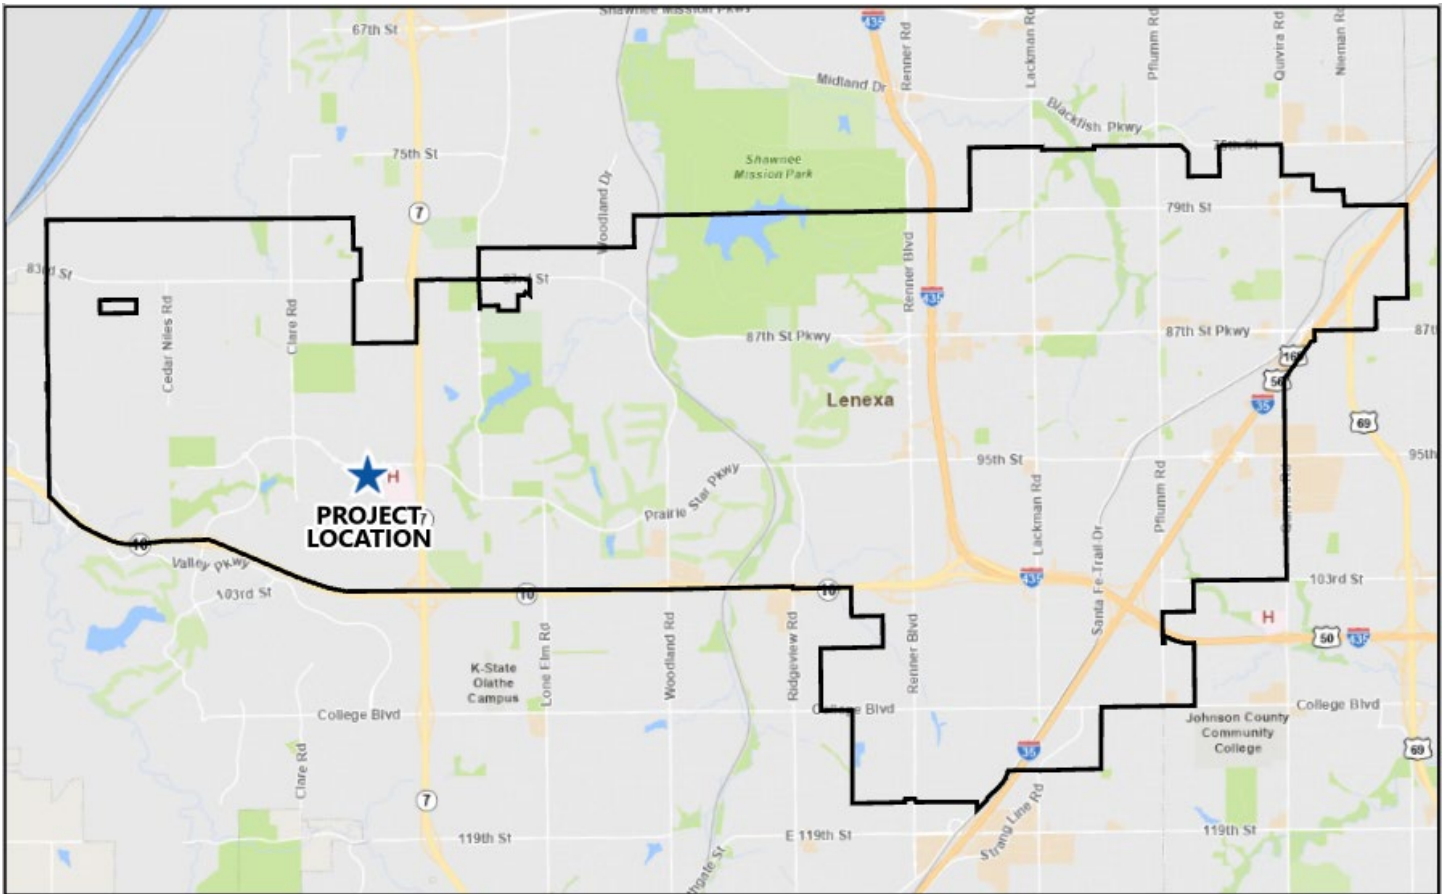 Shawnee Mission Pkwy
67th St
435
Renner Rd
Lackman Rd
Pflumm Rd
Quivira Rd
Nieman Rd
Midland Dr
Blackfish Pkwy
75th St
75th St
Shawnee
Mission Park
7
Woodland Dr
79th St
83rd St
83rd St
Renner Blvd
435
Cedar Niles Rd
Clare Rd
87th St Pkwy
87th St Pkwy
87th
169
56
35
Lenexa
69
95th St
95th
H
PROJECT
LOCATION
7
Prairie Star Pkwy
Lackman Rd
Pflumm Rd
Quivira Rd
Santa Fe Trail Dr
10
Valley Pkwy
103rd St
10
10
435
103rd St
H
50
435
K-State
Olathe
Campus
Lone Elm Rd
Woodland Rd
Ridgeview Rd
Renner Blvd
College Blvd
College Blvd
College Blvd
Johnson County
Community
College
Clare Rd
35
69
7
119th St
E 119th St
Strang Line Rd
119th St